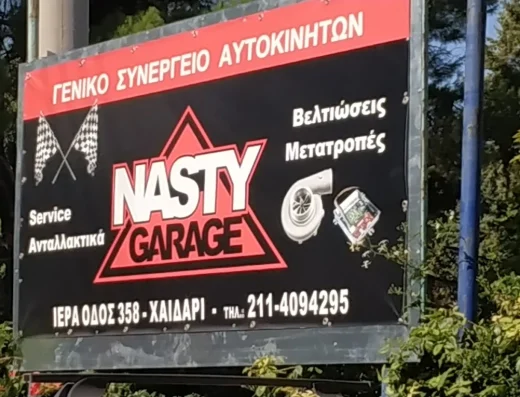 ΓΕΝΙΚΟ ΣΥΝΕΡΓΕΙΟ ΑΥΤΟΚΙΝΗΤΩΝ
Βελτιώσεις
Μετατροπές
NASTY
GARAGE
Service
Ανταλλακτικά
ΙΕΡΑ ΟΔΟΣ 358 - ΧΑΙΔΑΡΙ - ΤΗΛ.: 211-4094295